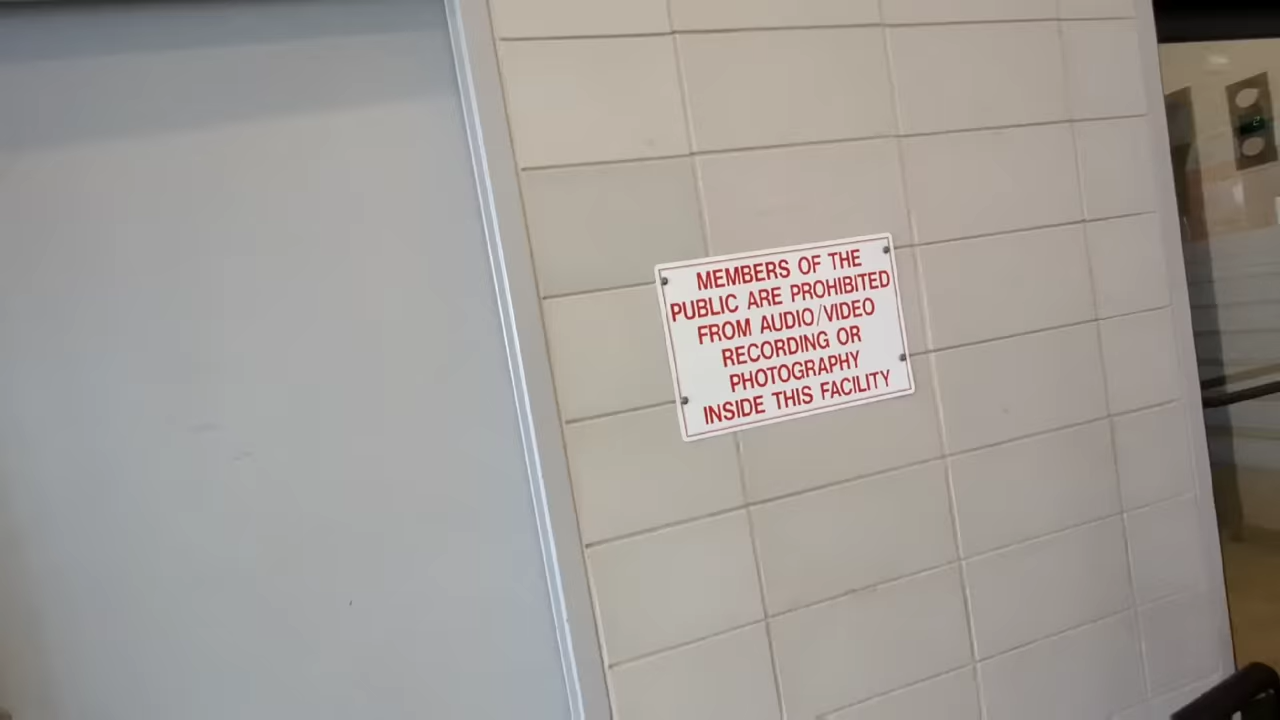 MEMBERS OF THE
PUBLIC ARE PROHIBITED
FROM AUDIO/VIDEO
RECORDING OR
PHOTOGRAPHY
INSIDE THIS FACILITY